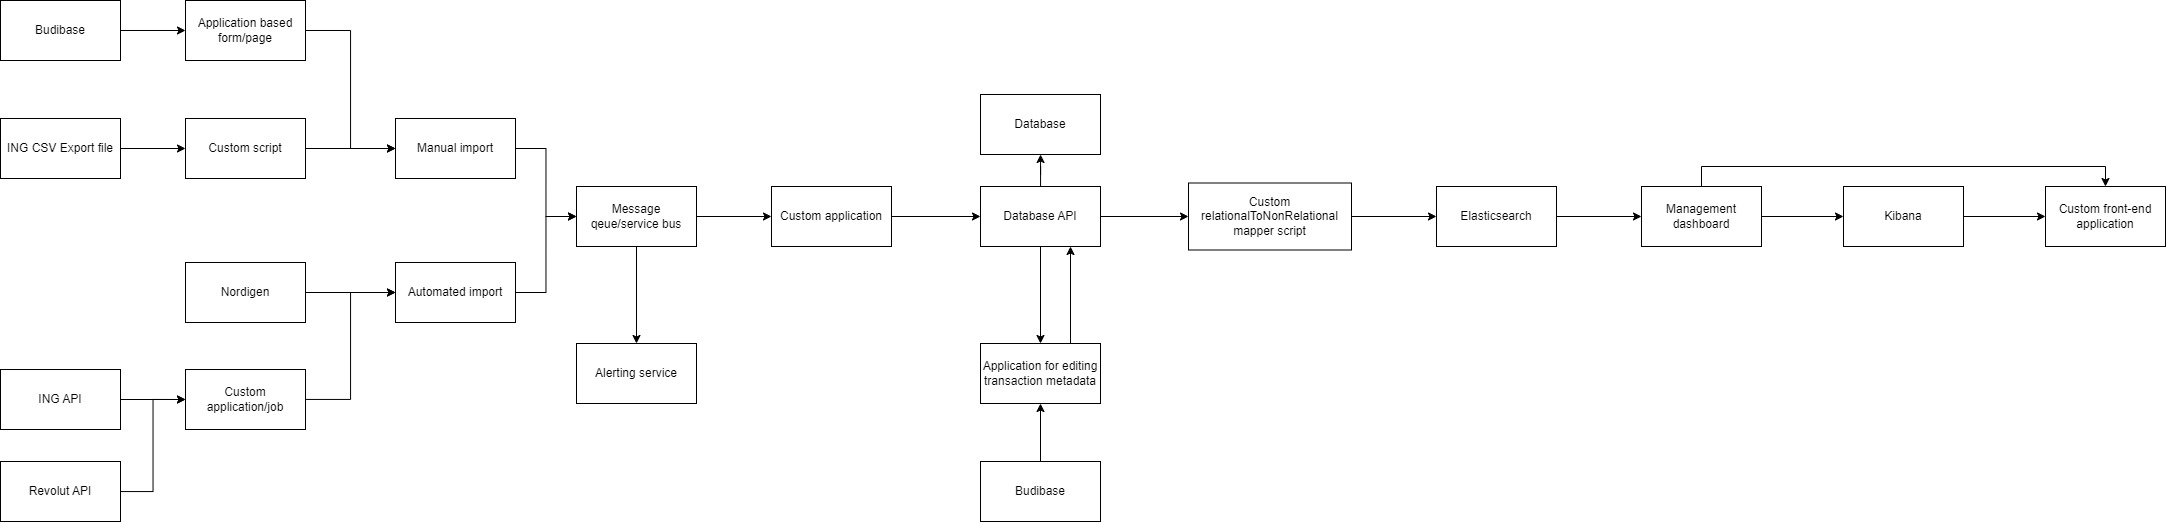 Budibase
Application based
form/page
ING CSV Export file
Custom script
Manual import
Nordigen
Automated import
ING API
Custom
application/job
Revolut API
Message
qeue/service bus
Alerting service
Custom application
Database
Database API
Application for editing
transaction metadata
Budibase
Custom
relationalToNonRelational
mapper script
Elasticsearch
Management
dashboard
Kibana
Custom front-end
application